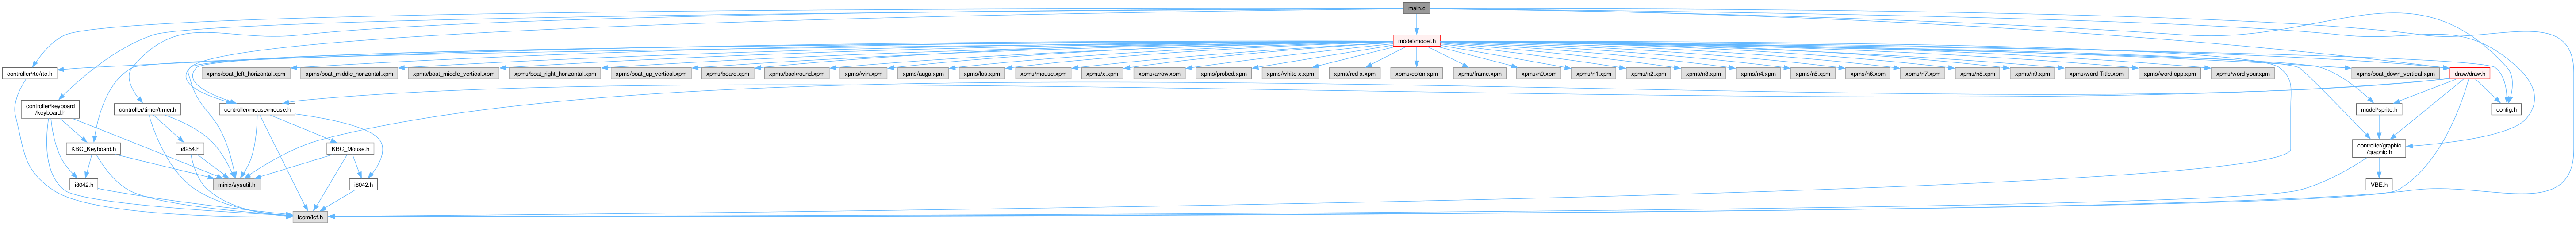 main.c
model/model.h
controller/rtc/rtc.h
xpms/boat_left_horizontal.xpm
xpms/boat_middle_horizontal.xpm
xpms/boat_middle_vertical.xpm
xpms/boat_right_horizontal.xpm
xpms/boat_up_vertical.xpm
xpms/board.xpm
xpms/backround.xpm
xpms/win.xpm
xpms/auga.xpm
xpms/los.xpm
xpms/mouse.xpm
xpms/x.xpm
xpms/arrow.xpm
xpms/probed.xpm
xpms/white-x.xpm
xpms/red-x.xpm
xpms/colon.xpm
xpms/frame.xpm
xpms/n0.xpm
xpms/n1.xpm
xpms/n2.xpm
xpms/n3.xpm
xpms/n4.xpm
xpms/n5.xpm
xpms/n6.xpm
xpms/n7.xpm
xpms/n8.xpm
xpms/n9.xpm
xpms/word-Title.xpm
xpms/word-opp.xpm
xpms/word-your.xpm
xpms/boat_down_vertical.xpm
draw/draw.h
controller/keyboard
/keyboard.h
controller/timer/timer.h
controller/mouse/mouse.h
model/sprite.h
config.h
KBC_Keyboard.h
i8254.h
KBC_Mouse.h
controller/graphic
/graphic.h
i8042.h
minix/sysutil.h
i8042.h
VBE.h
lcom/lcf.h